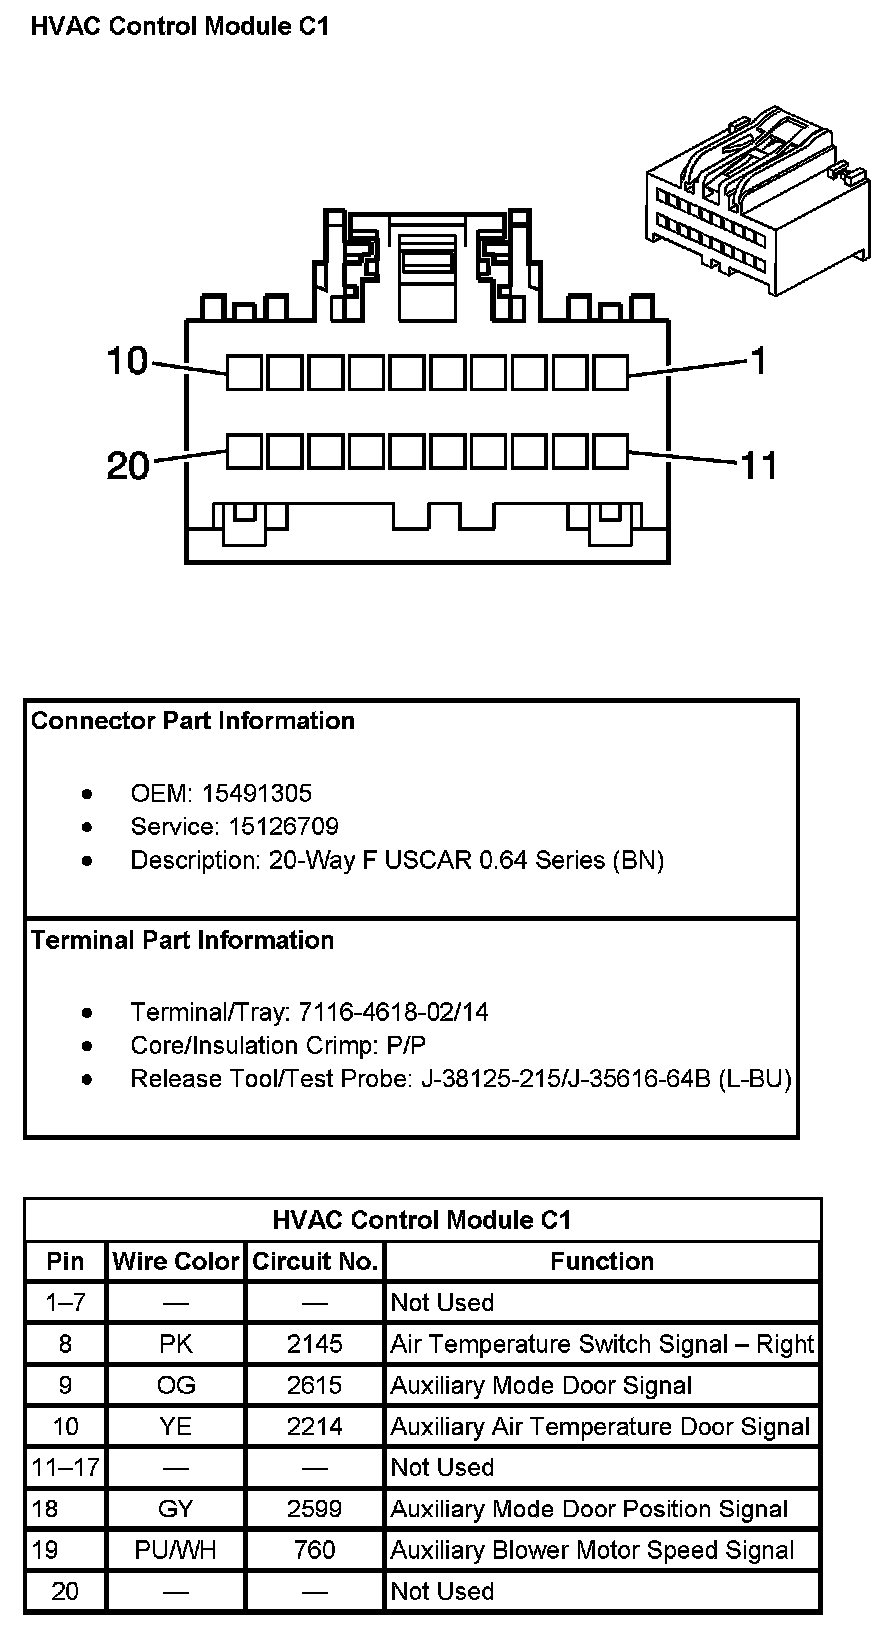 HVAC Control Module C1
10
1
20
11
Connector Part Information
● OEM: 15491305
● Service: 15126709
● Description: 20-Way F USCAR 0.64 Series (BN)
Terminal Part Information
● Terminal/Tray: 7116-4618-02/14
● Core/Insulation Crimp: P/P
● Release Tool/Test Probe: J-38125-215/J-35616-64B (L-BU)
HVAC Control Module C1
Pin Wire Color Circuit No. Function
1–7 — — Not Used
8 PK 2145 Air Temperature Switch Signal – Right
9 OG 2615 Auxiliary Mode Door Signal
10 YE 2214 Auxiliary Air Temperature Door Signal
11–17 — — Not Used
18 GY 2599 Auxiliary Mode Door Position Signal
19 PU/WH 760 Auxiliary Blower Motor Speed Signal
20 — — Not Used